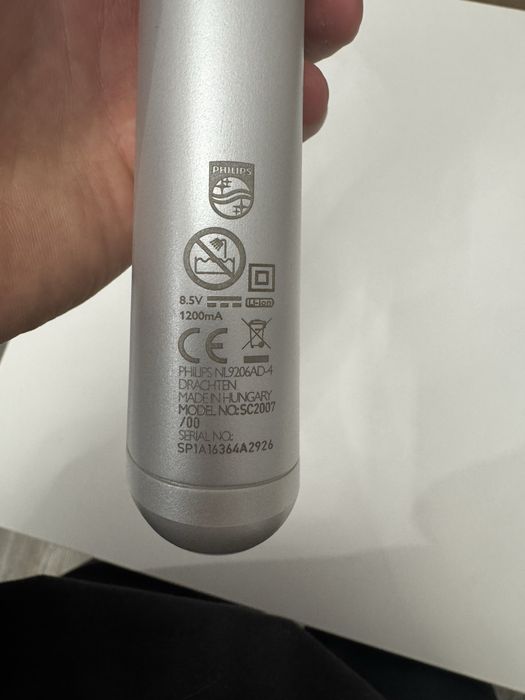 PHILIPS
8.5V Li-Ion
1200mA
CE
PHILIPS NL9206AD-4
DRACHTEN
MADE IN HUNGARY
MODEL NO: SC2007
/00
SERIAL NO:
SP1A16364A2926